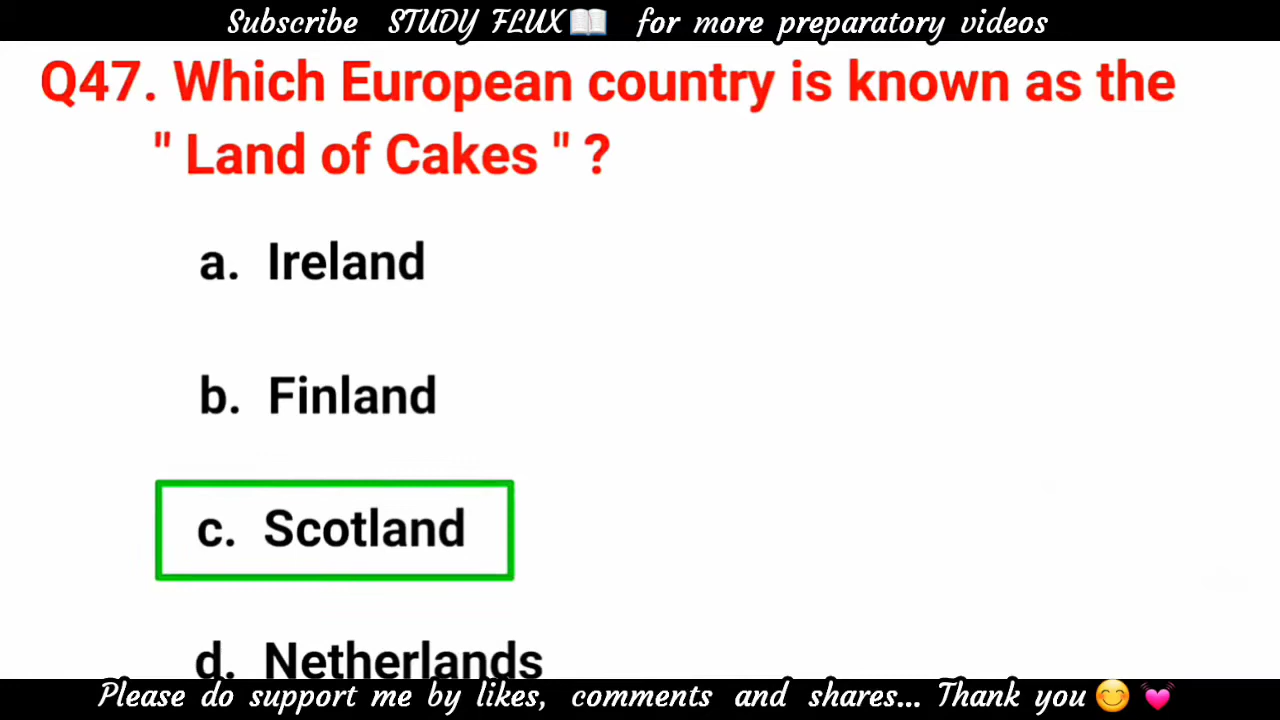 Subscribe STUDY FLUX📖 for more preparatory videos
Q47. Which European country is known as the
" Land of Cakes " ?
a. Ireland
b. Finland
c. Scotland
d. Netherlands
Please do support me by likes, comments and shares... Thank you 😊 💓